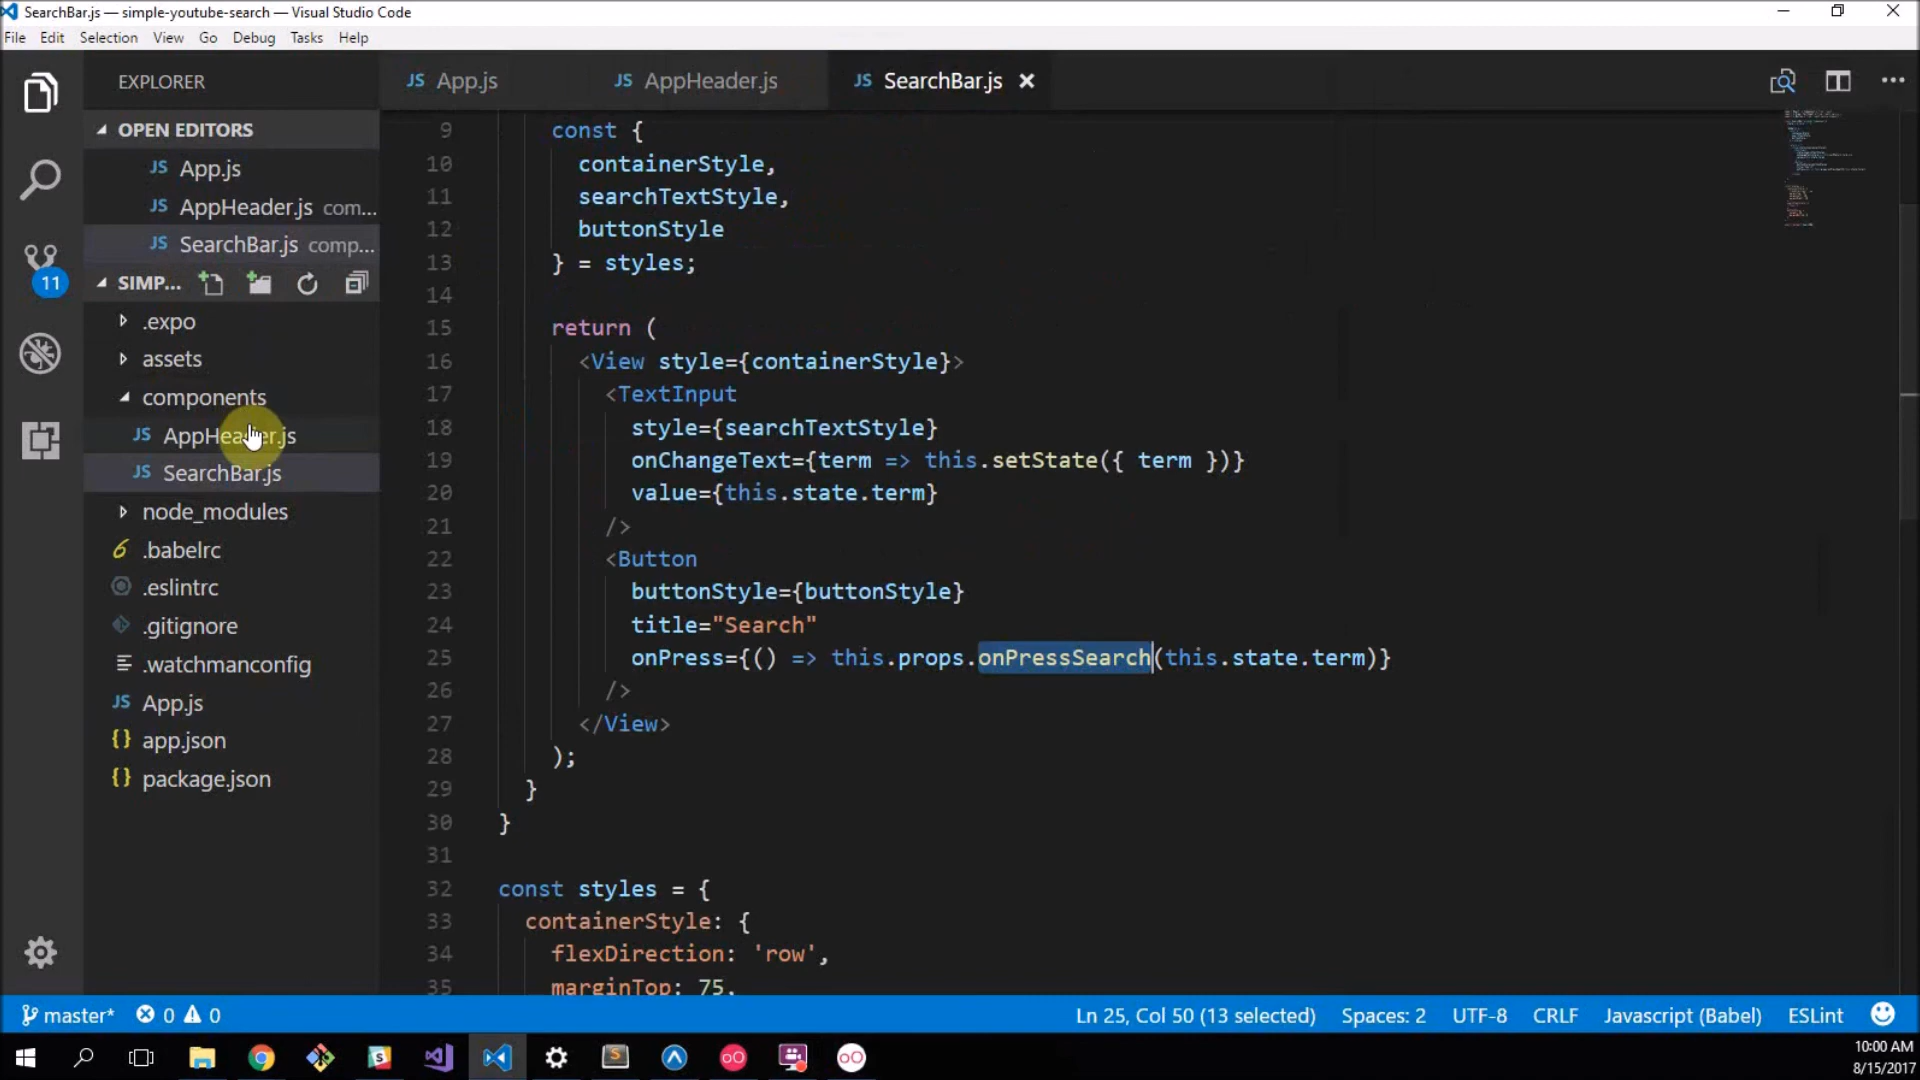 SearchBar.js — simple-youtube-search — Visual Studio Code
File Edit Selection View Go Debug Tasks Help
EXPLORER
OPEN EDITORS
JS App.js
JS AppHeader.js com...
JS SearchBar.js comp...
SIMP...
.expo
assets
components
JS AppHeader.js
JS SearchBar.js
node_modules
.babelrc
.eslintrc
.gitignore
.watchmanconfig
JS App.js
{} app.json
{} package.json
11
JS App.js JS AppHeader.js JS SearchBar.js
9 const {
10 containerStyle,
11 searchTextStyle,
12 buttonStyle
13 } = styles;
14
15 return (
16 <View style={containerStyle}>
17 <TextInput
18 style={searchTextStyle}
19 onChangeText={term => this.setState({ term })}
20 value={this.state.term}
21 />
22 <Button
23 buttonStyle={buttonStyle}
24 title="Search"
25 onPress={() => this.props.onPressSearch(this.state.term)}
26 />
27 </View>
28 );
29 }
30 }
31
32 const styles = {
33 containerStyle: {
34 flexDirection: 'row',
35 marginTop: 75,
master* 0 0 Ln 25, Col 50 (13 selected) Spaces: 2 UTF-8 CRLF Javascript (Babel) ESLint
10:00 AM
8/15/2017